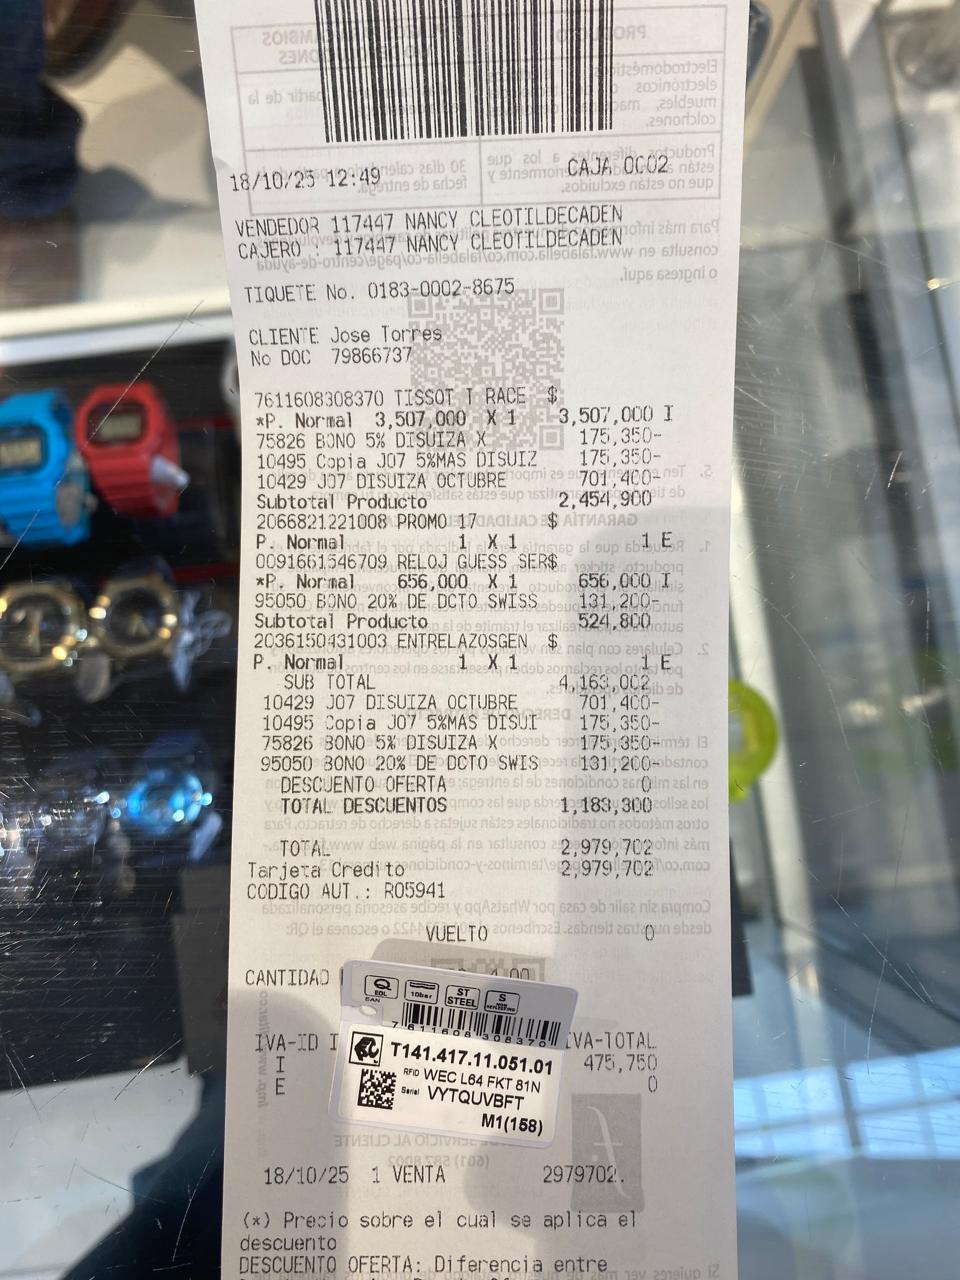 18/10/25 12:49 CAJA 0002
VENDEDOR 117447 NANCY CLEOTILDECADEN
CAJERO : 117447 NANCY CLEOTILDECADEN
TIQUETE No. 0183-0002-8675
CLIENTE Jose Torres
No DOC 79866737
7611608308370 TISSOT T RACE $
*P. Normal 3,507,000 X 1 3,507,000 I
75826 BONO 5% DISUIZA X 175,350-
10495 Copia J07 5%MAS DISUIZ 175,350-
10429 J07 DISUIZA OCTUBRE 701,400-
Subtotal Producto 2,454,900
2066821221008 PROMO 17 $
P. Normal 1 X 1 1 E
0091661546709 RELOJ GUESS SER$
*P. Normal 656,000 X 1 656,000 I
95050 BONO 20% DE DCTO SWISS 131,200-
Subtotal Producto 524,800
2036150431003 ENTRELAZOSGEN $
P. Normal 1 X 1 1 E
SUB TOTAL 4,163,002
10429 J07 DISUIZA OCTUBRE 701,400-
10495 Copia J07 5%MAS DISUI 175,350-
75826 BONO 5% DISUIZA X 175,350-
95050 BONO 20% DE DCTO SWIS 131,200-
DESCUENTO OFERTA 0
TOTAL DESCUENTOS 1,183,300
TOTAL 2,979,702
Tarjeta Credito 2,979,702
CODIGO AUT.: R05941
VUELTO 0
CANTIDAD
EOL 10bar ST STEEL S
EAN
7611608308370
IVA-ID I IVA-TOTAL
I 475,750
E 0
T141.417.11.051.01
RFID WEC L64 FKT 81N
Serial VYTQUVBFT
M1(158)
18/10/25 1 VENTA 2979702.
(*) Precio sobre el cual se aplica el
descuento
DESCUENTO OFERTA: Diferencia entre